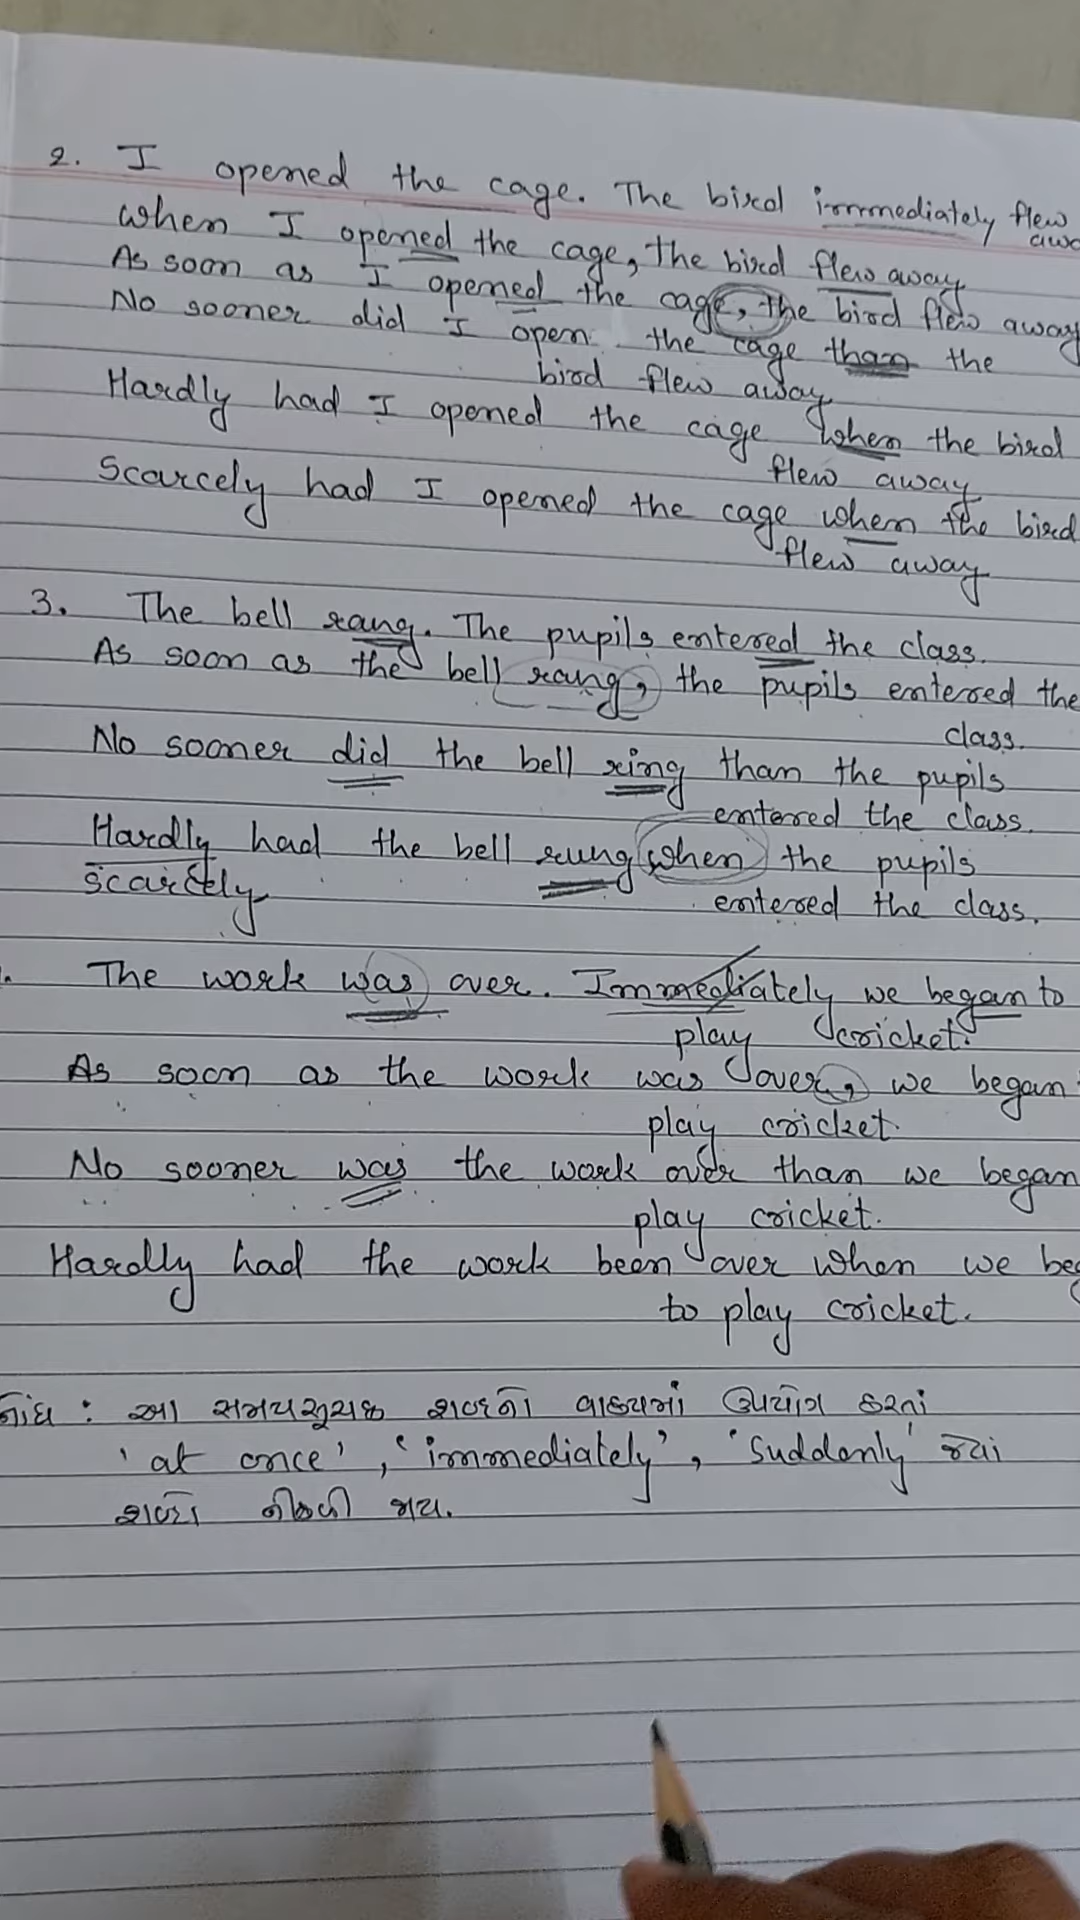 2. I opened the cage. The bird immediately flew
away
When I opened the cage, the bird flew away
As soon as I opened the cage, the bird flew away
No sooner did I open the cage than the
bird flew away
Hardly had I opened the cage when the bird
flew away
Scarcely had I opened the cage when the bird
flew away
3. The bell rang. The pupils entered the class.
As soon as the bell rang, the pupils entered the
class.
No sooner did the bell ring than the pupils
entered the class.
Hardly had the bell rung when the pupils
Scarcely
entered the class.
The work was over. Immediately we began to
play cricket.
As soon as the work was over, we began
play cricket.
No sooner was the work over than we began
play cricket.
Hardly had the work been over when we
to play cricket.
નોંધ : આ સમયસૂચક શબ્દનો વાક્યમાં ઉપયોગ કરતાં
'at once', 'immediately', 'suddenly'
શબ્દો નીકળી જાય.